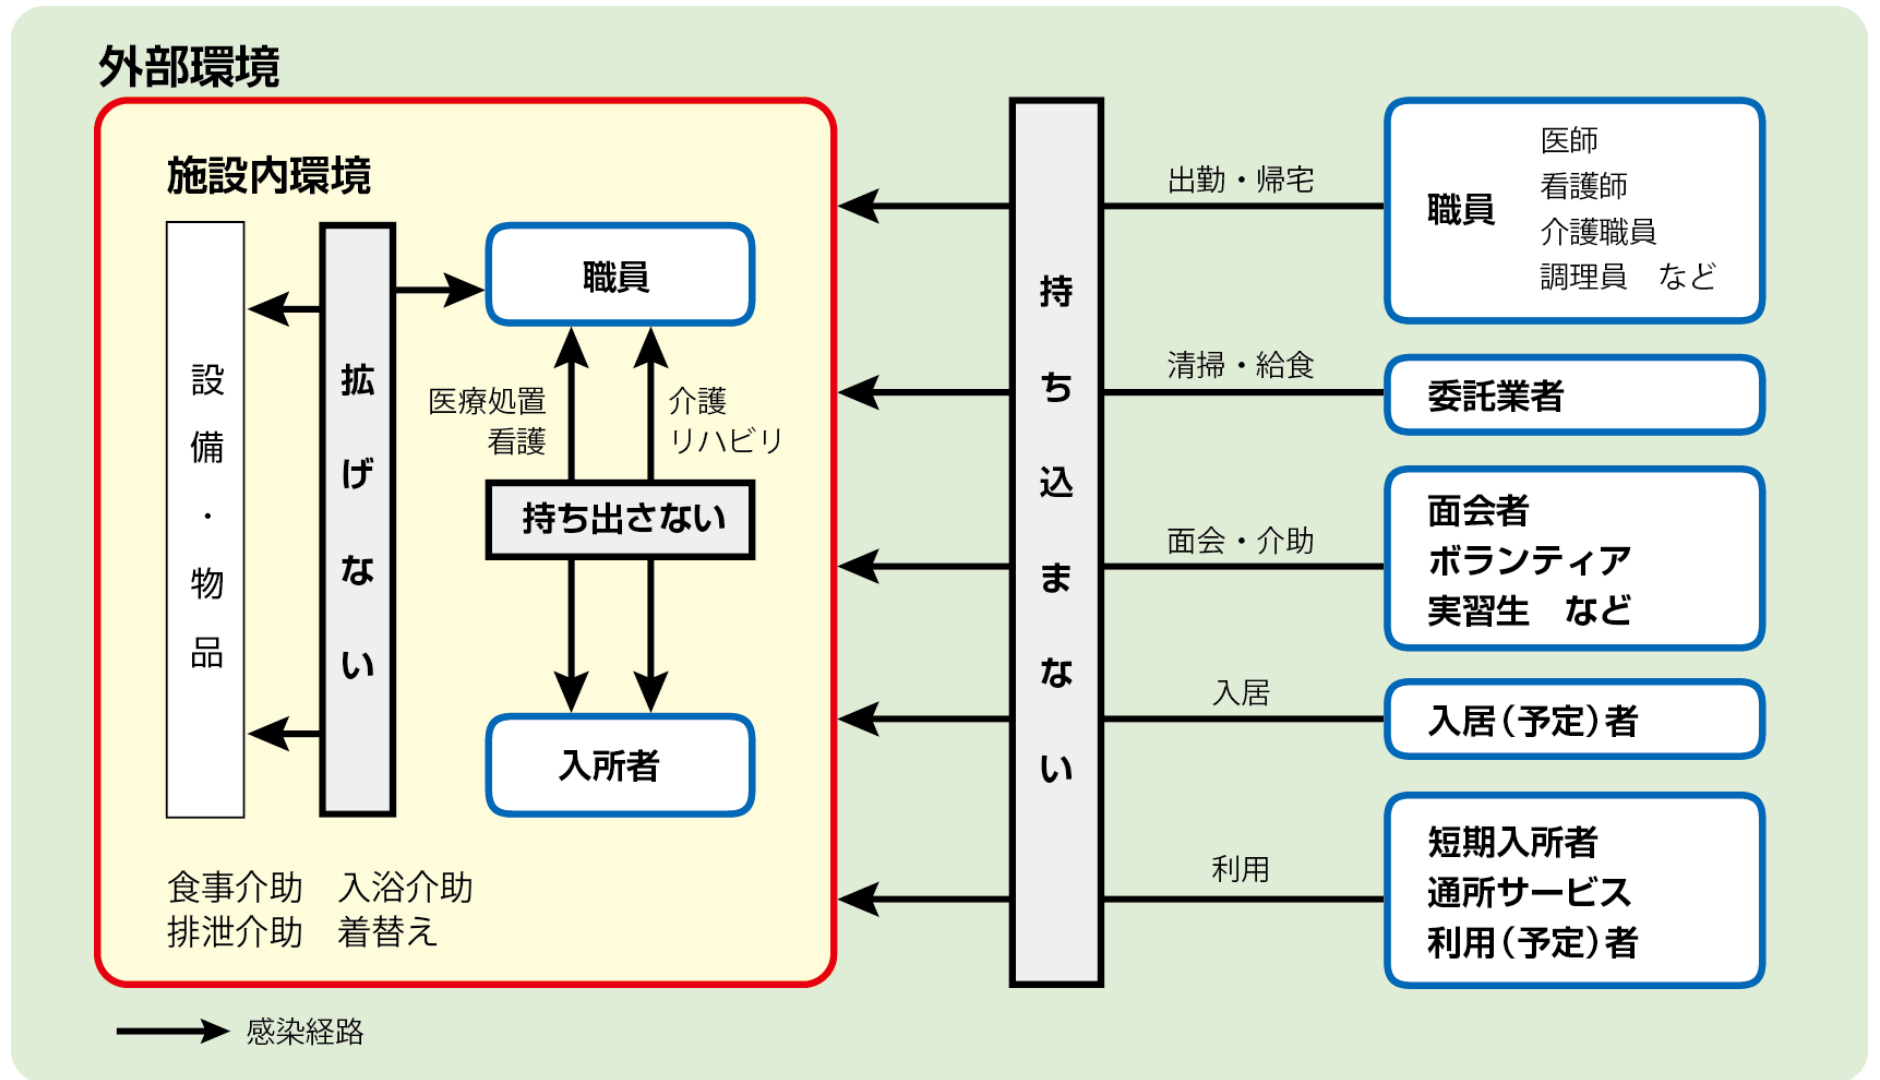 外部環境
施設内環境
設備・物品
拡げない
職員
医療処置
看護
介護
リハビリ
持ち出さない
入所者
食事介助　入浴介助
排泄介助　着替え
感染経路
持ち込まない
出勤・帰宅
職員
医師
看護師
介護職員
調理員　など
清掃・給食
委託業者
面会・介助
面会者
ボランティア
実習生　など
入居
入居（予定）者
利用
短期入所者
通所サービス
利用（予定）者